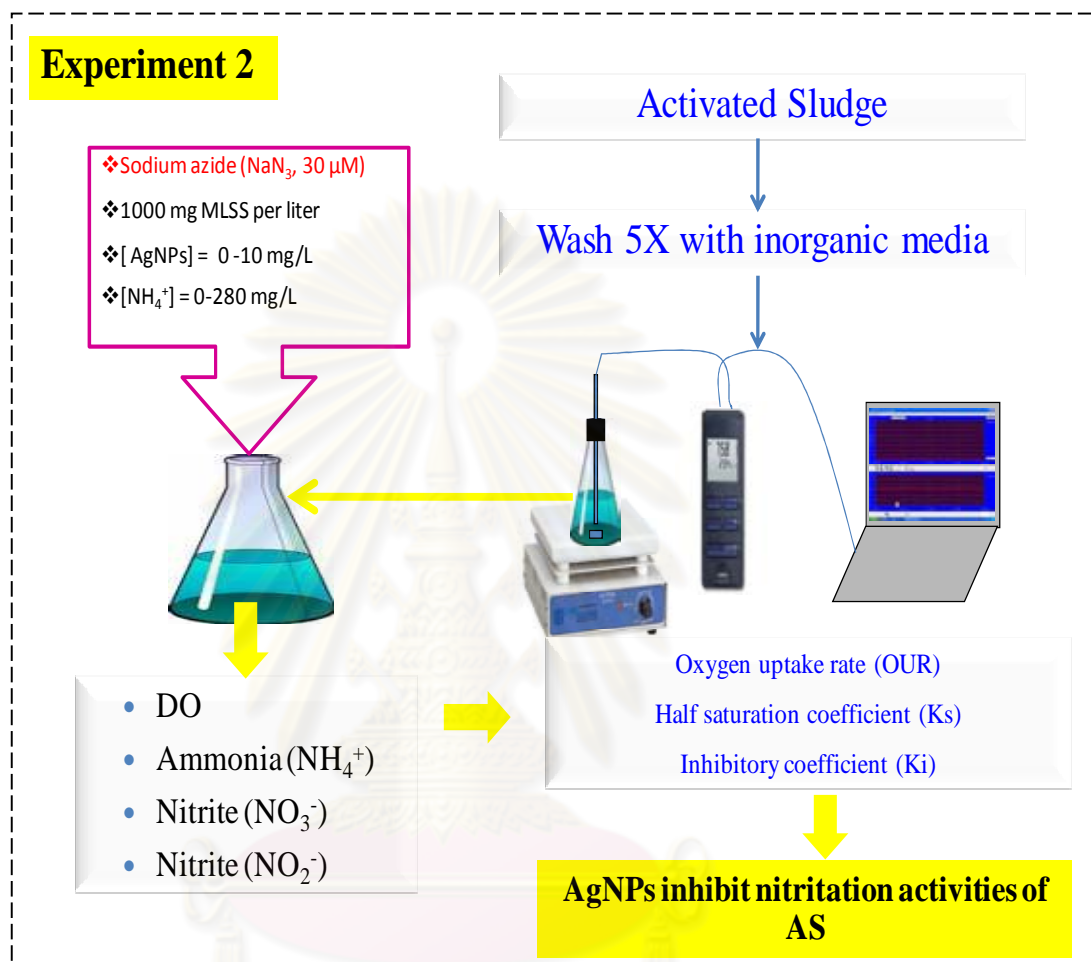 Experiment 2
Activated Sludge
❖Sodium azide (NaN₃, 30 µM)
❖1000 mg MLSS per liter
❖[ AgNPs] = 0 -10 mg/L
❖[NH₄⁺] = 0-280 mg/L
Wash 5X with inorganic media
• DO
• Ammonia (NH₄⁺)
• Nitrite (NO₃⁻)
• Nitrite (NO₂⁻)
Oxygen uptake rate (OUR)
Half saturation coefficient (Ks)
Inhibitory coefficient (Ki)
AgNPs inhibit nitritation activities of
AS